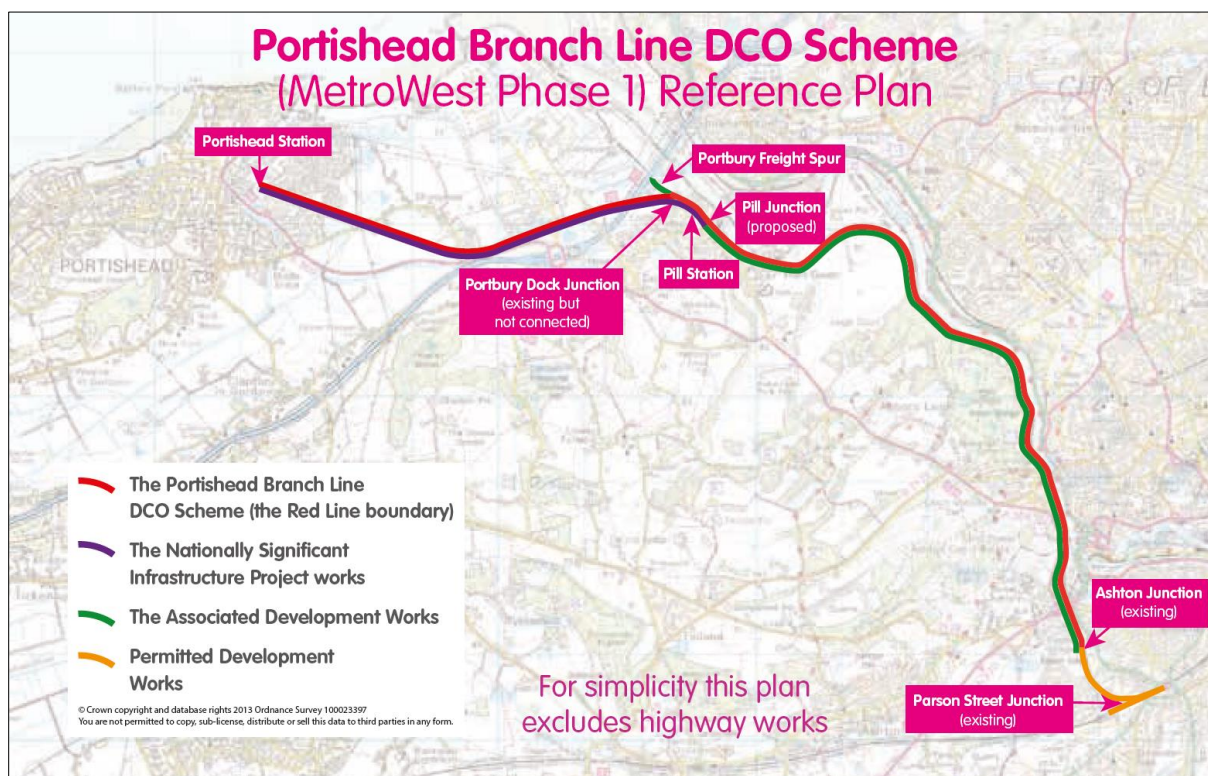 Portishead Branch Line DCO Scheme
(MetroWest Phase 1) Reference Plan
CITY OF
Portishead Station
Portbury Freight Spur
Pill Junction
(proposed)
PORTISHEAD
Portbury Dock Junction
(existing but
not connected)
Pill Station
The Portishead Branch Line
DCO Scheme (the Red Line boundary)
The Nationally Significant
Infrastructure Project works
The Associated Development Works
Permitted Development
Works
© Crown copyright and database rights 2013 Ordnance Survey 100023397
You are not permitted to copy, sub-license, distribute or sell this data to third parties in any form.
For simplicity this plan
excludes highway works
Ashton Junction
(existing)
Parson Street Junction
(existing)